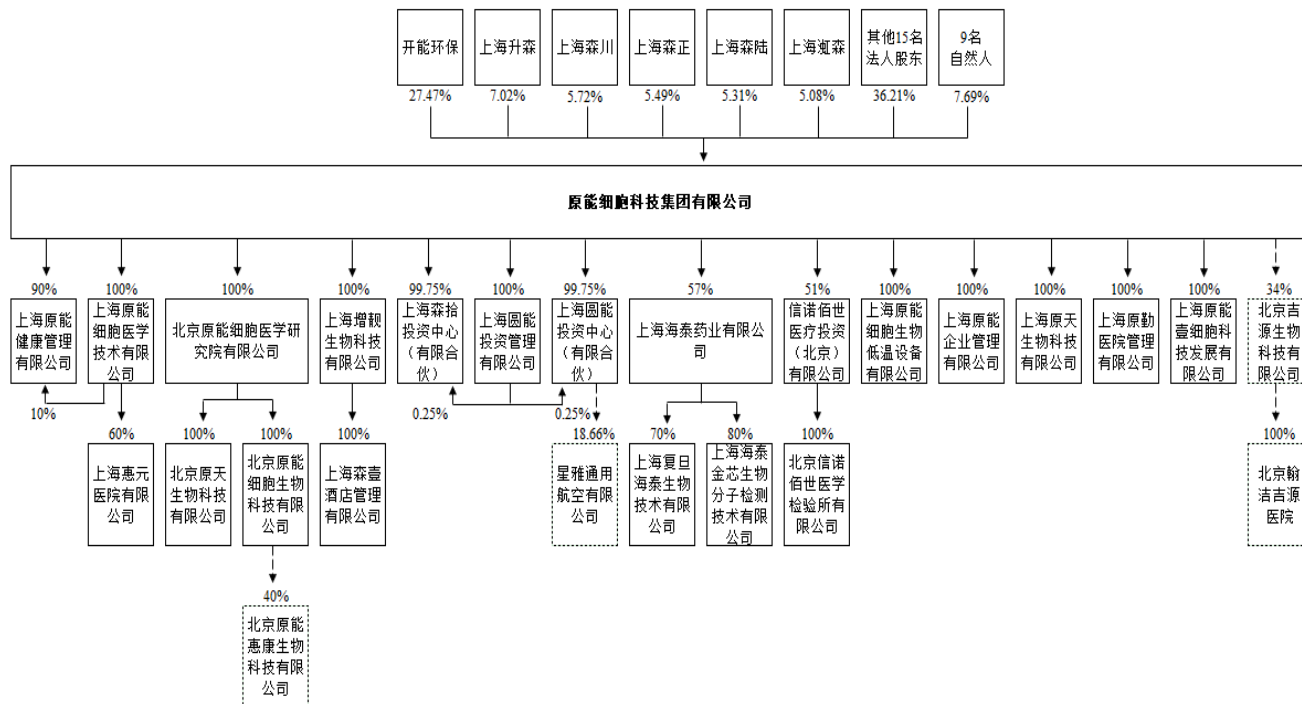 开能环保
上海升森
上海森川
上海森正
上海森陆
上海渱森
其他15名
法人股东
9名
自然人
27.47%
7.02%
5.72%
5.49%
5.31%
5.08%
36.21%
7.69%
原能细胞科技集团有限公司
90%
100%
100%
100%
99.75%
100%
99.75%
57%
51%
100%
100%
100%
100%
100%
34%
上海原能
健康管理
有限公司
上海原能
细胞医学
技术有限
公司
北京原能细胞医学研
究院有限公司
上海增靓
生物科技
有限公司
上海森拾
投资中心
（有限合
伙）
上海圆能
投资管理
有限公司
上海圆能
投资中心
（有限合
伙）
上海海泰药业有限公
司
信诺佰世
医疗投资
（北京）
有限公司
上海原能
细胞生物
低温设备
有限公司
上海原能
企业管理
有限公司
上海原天
生物科技
有限公司
上海原勤
医院管理
有限公司
上海原能
壹细胞科
技发展有
限公司
北京吉
源生物
科技有
限公司
10%
0.25%
0.25%
60%
100%
100%
100%
18.66%
70%
80%
100%
100%
上海惠元
医院有限
公司
北京原天
生物科技
有限公司
北京原能
细胞生物
科技有限
公司
上海森壹
酒店管理
有限公司
星雅通用
航空有限
公司
上海复旦
海泰生物
技术有限
公司
上海海泰
金芯生物
分子检测
技术有限
公司
北京信诺
佰世医学
检验所有
限公司
北京翰
洁吉源
医院
40%
北京原能
惠康生物
科技有限
公司